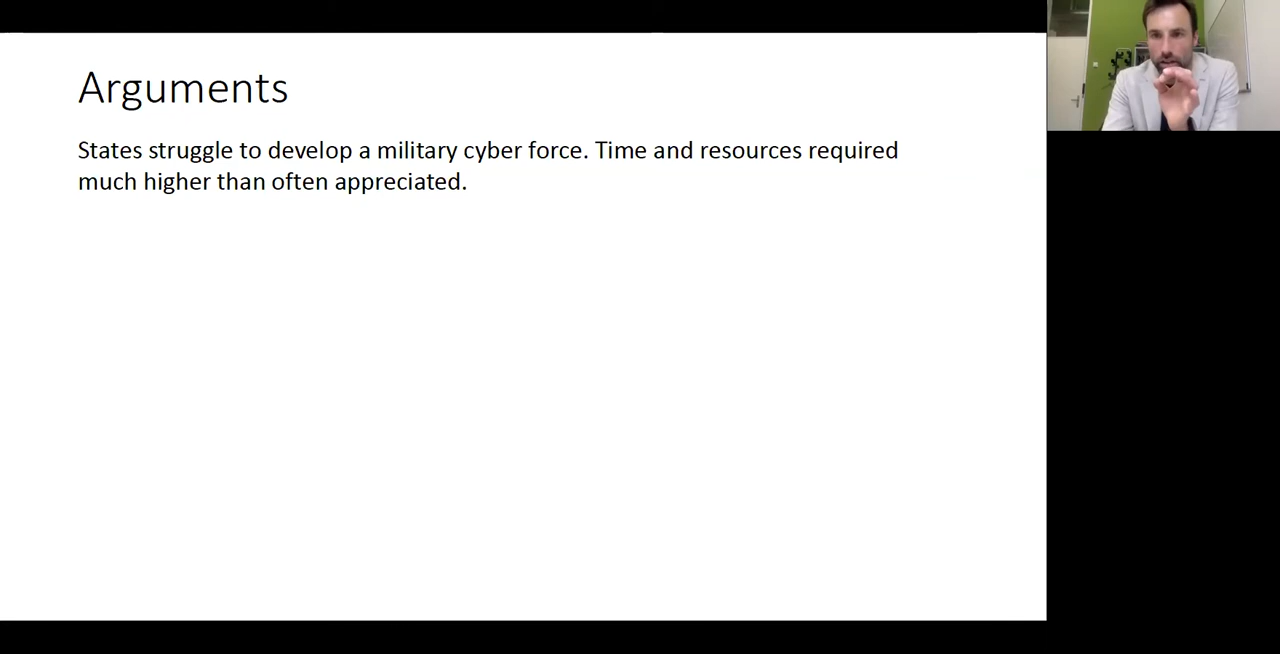 Arguments
States struggle to develop a military cyber force. Time and resources required
much higher than often appreciated.